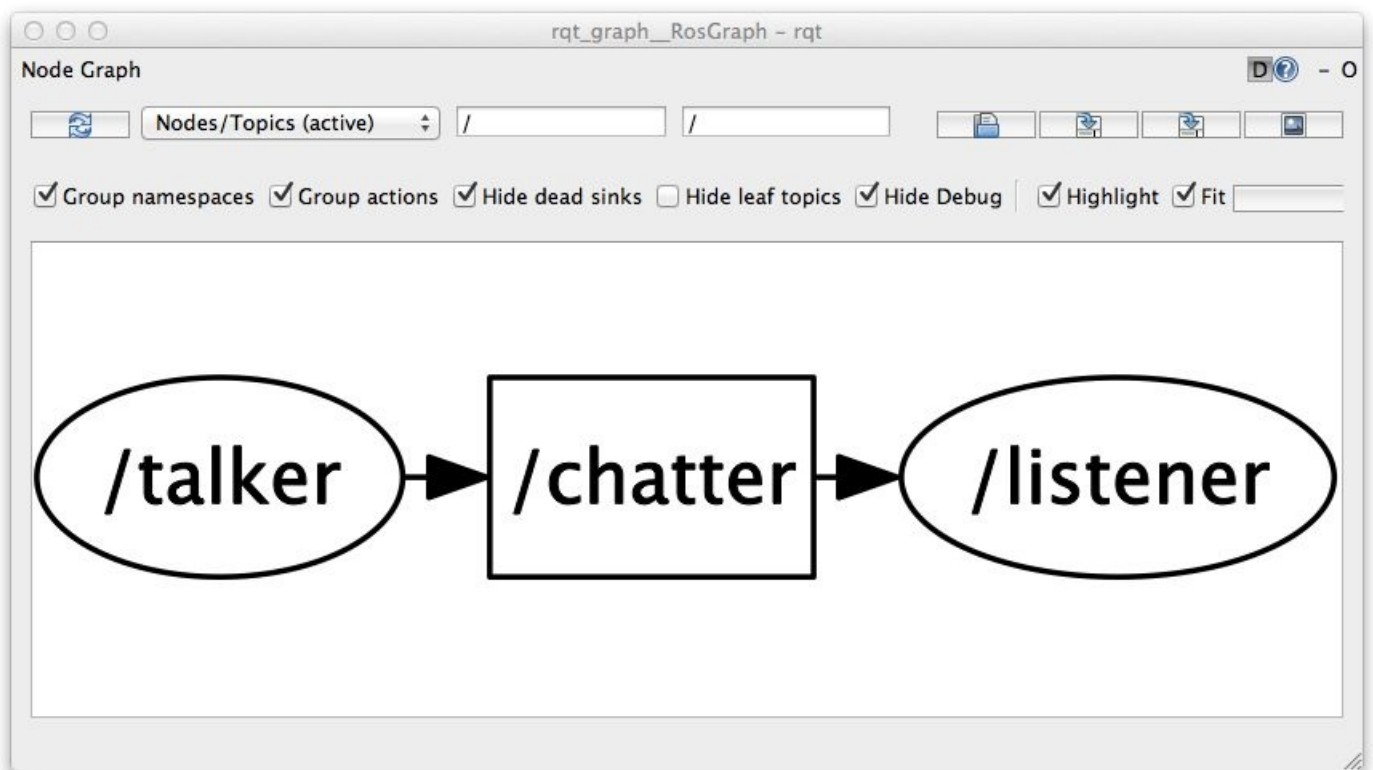 rqt_graph__RosGraph - rqt
Node Graph D ? - O
Nodes/Topics (active) / /
Group namespaces Group actions Hide dead sinks Hide leaf topics Hide Debug Highlight Fit
/talker /chatter /listener